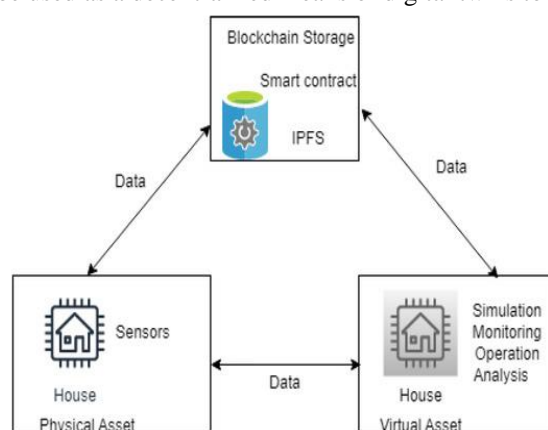 Blockchain Storage
Smart contract
IPFS
Data
Data
Sensors
House
Physical Asset
Data
Simulation
Monitoring
Operation
Analysis
House
Virtual Asset